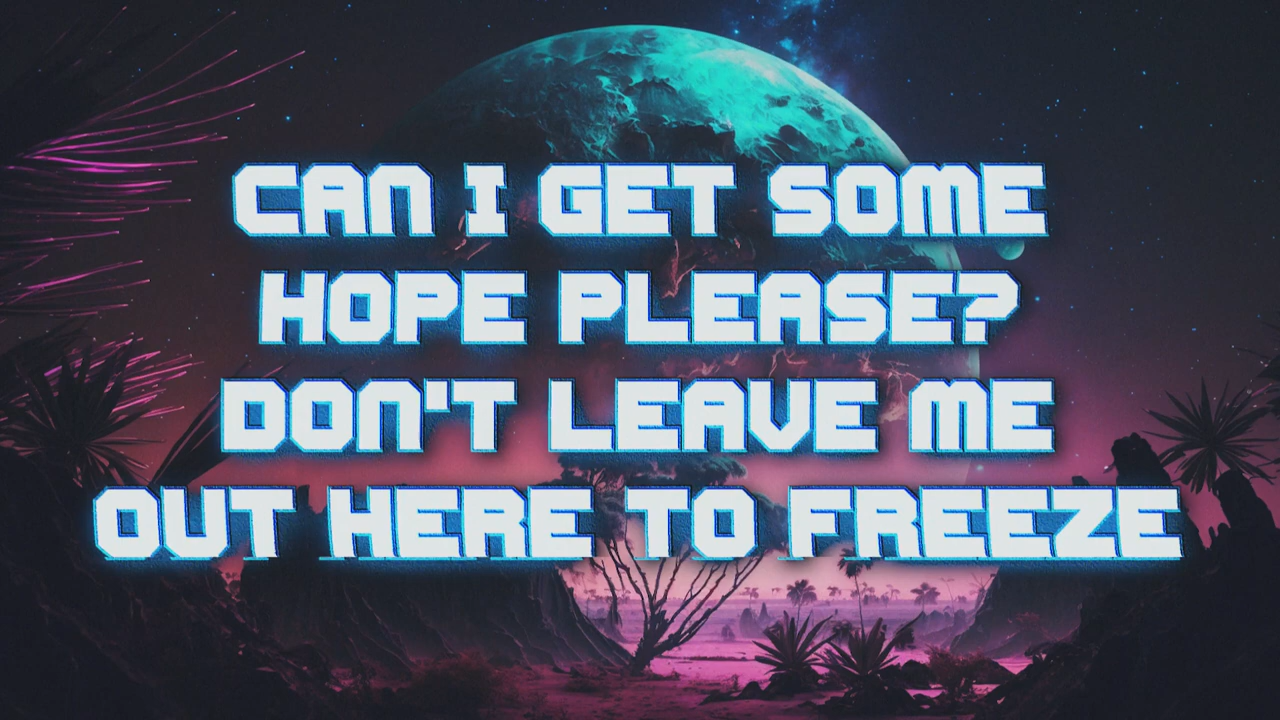 CAN I GET SOME
HOPE PLEASE?
DON'T LEAVE ME
OUT HERE TO FREEZE